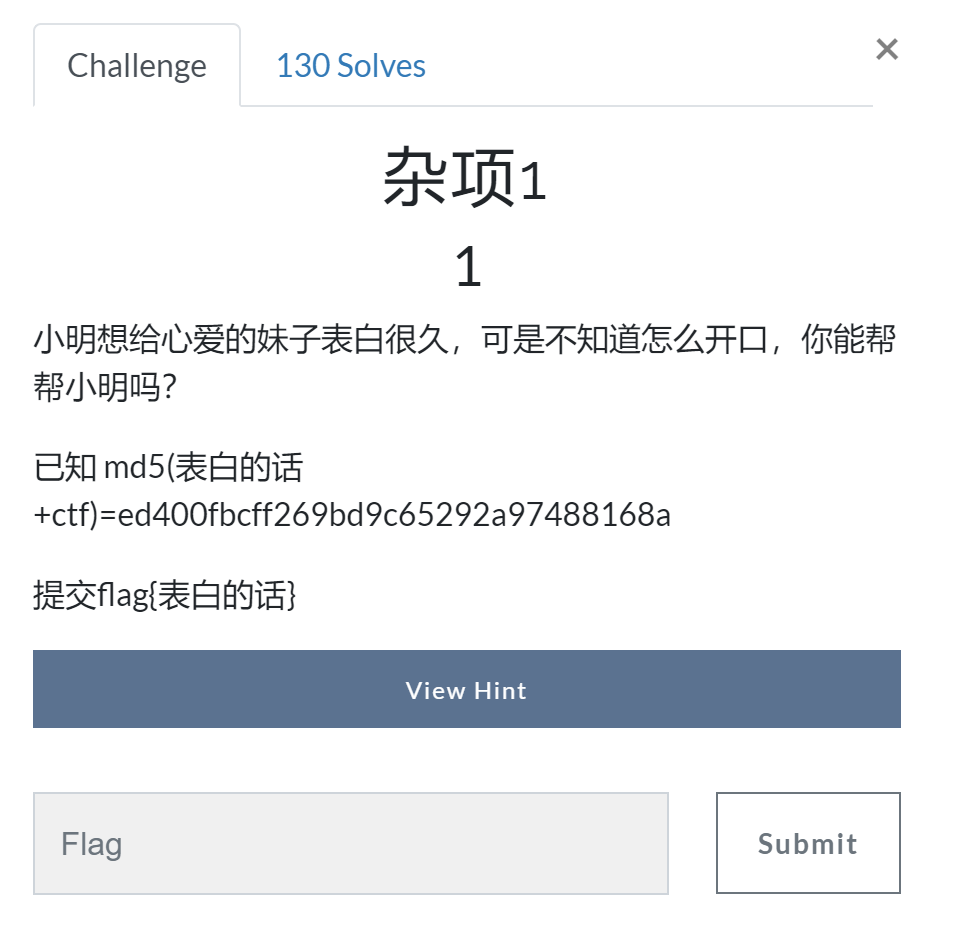 Challenge
130 Solves
×
杂项1
1
小明想给心爱的妹子表白很久，可是不知道怎么开口，你能帮
帮小明吗？
已知 md5(表白的话
+ctf)=ed400fbcff269bd9c65292a97488168a
提交flag{表白的话}
View Hint
Flag
Submit